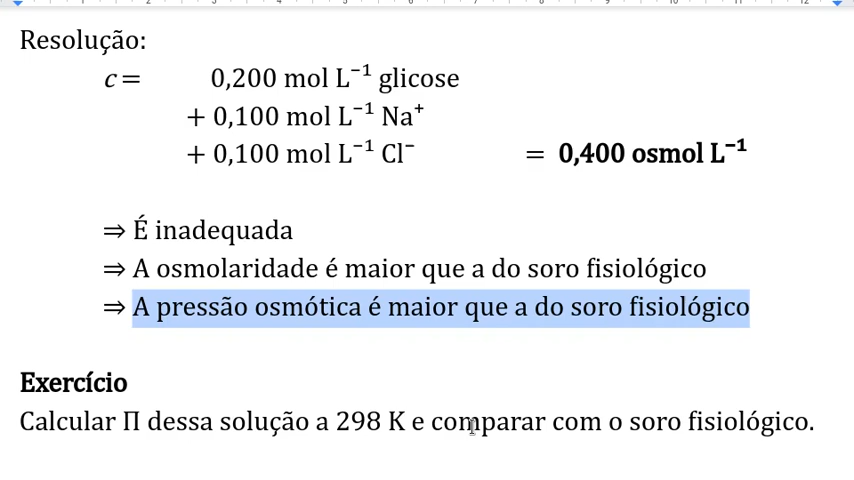 Resolução:
c = 0,200 mol L⁻¹ glicose
+ 0,100 mol L⁻¹ Na⁺
+ 0,100 mol L⁻¹ Cl⁻ = 0,400 osmol L⁻¹
⇒ É inadequada
⇒ A osmolaridade é maior que a do soro fisiológico
⇒ A pressão osmótica é maior que a do soro fisiológico
Exercício
Calcular Π dessa solução a 298 K e comparar com o soro fisiológico.